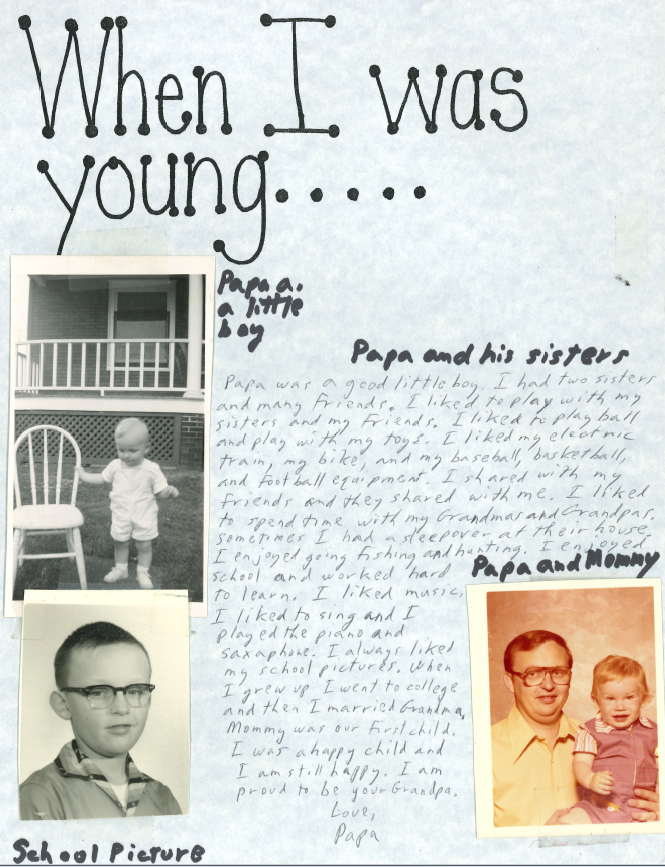 When I was
young.....
Papa a.
a little
boy
Papa and his sisters
Papa was a good little boy. I had two sisters
and many friends. I liked to play with my
sisters and my friends. I liked to play ball
and play with my toys. I liked my electric
train, my bike, and my baseball, basketball,
and football equipment. I shared with my
friends and they shared with me. I liked
to spend time with my Grandmas and Grandpas.
Sometimes I had a sleepover at their house.
I enjoyed going fishing and hunting. I enjoyed
school and worked hard
Papa and Mommy
to learn. I liked music.
I liked to sing and I
played the piano and
saxaphone. I always liked
my school pictures. When
I grew up I went to college
and then I married Grandma,
Mommy was our first child.
I was a happy child and
I am still happy. I am
proud to be your Grandpa.
Love,
Papa
School Picture